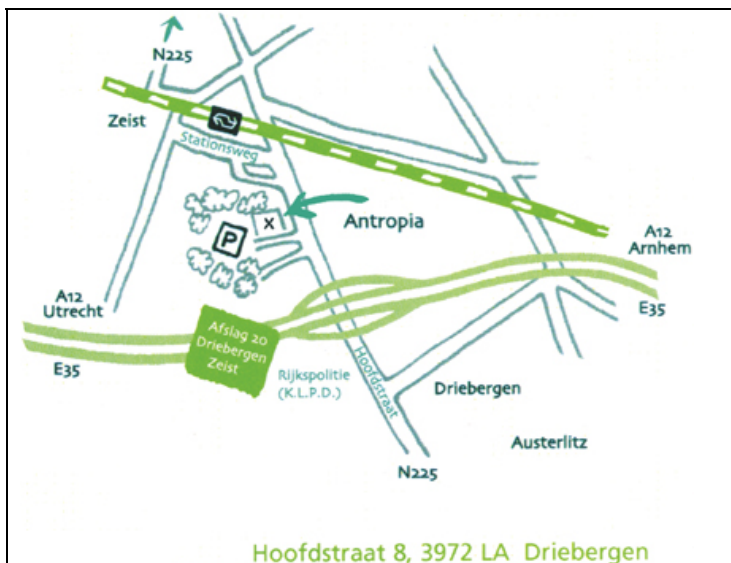 N225
Zeist
Stationsweg
X
Antropia
P
A12
Arnhem
E35
A12
Utrecht
E35
Afslag 20
Driebergen
Zeist
Rijkspolitie
(K.L.P.D.)
Hoofdstraat
Driebergen
Austerlitz
N225
Hoofdstraat 8, 3972 LA Driebergen